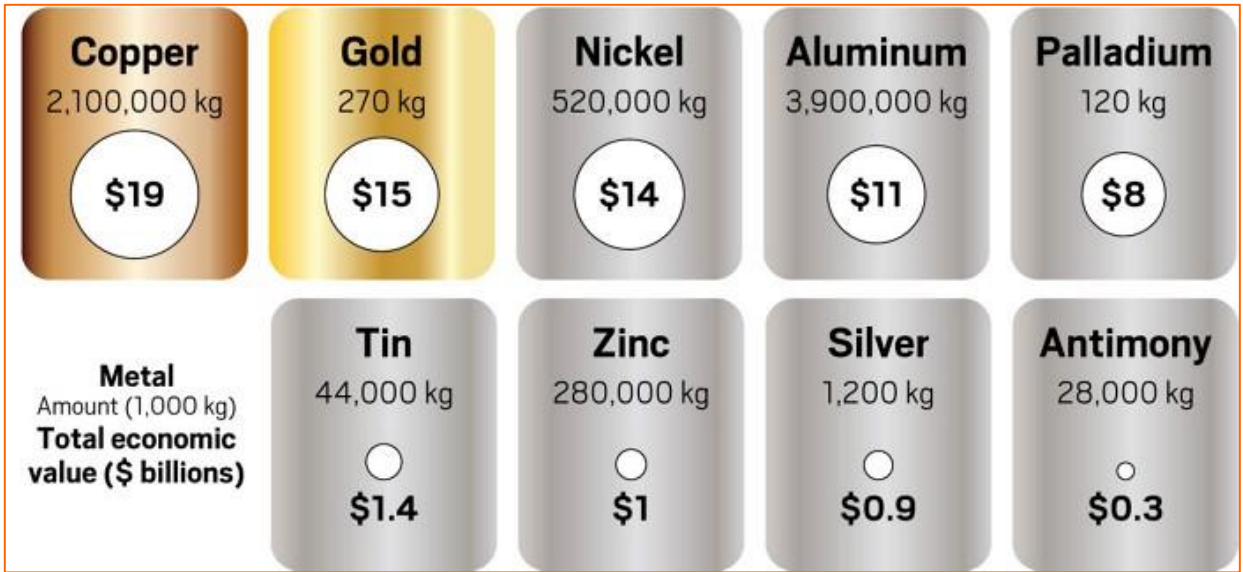 Copper
2,100,000 kg
$19
Gold
270 kg
$15
Nickel
520,000 kg
$14
Aluminum
3,900,000 kg
$11
Palladium
120 kg
$8
Metal
Amount (1,000 kg)
Total economic
value ($ billions)
Tin
44,000 kg
$1.4
Zinc
280,000 kg
$1
Silver
1,200 kg
$0.9
Antimony
28,000 kg
$0.3